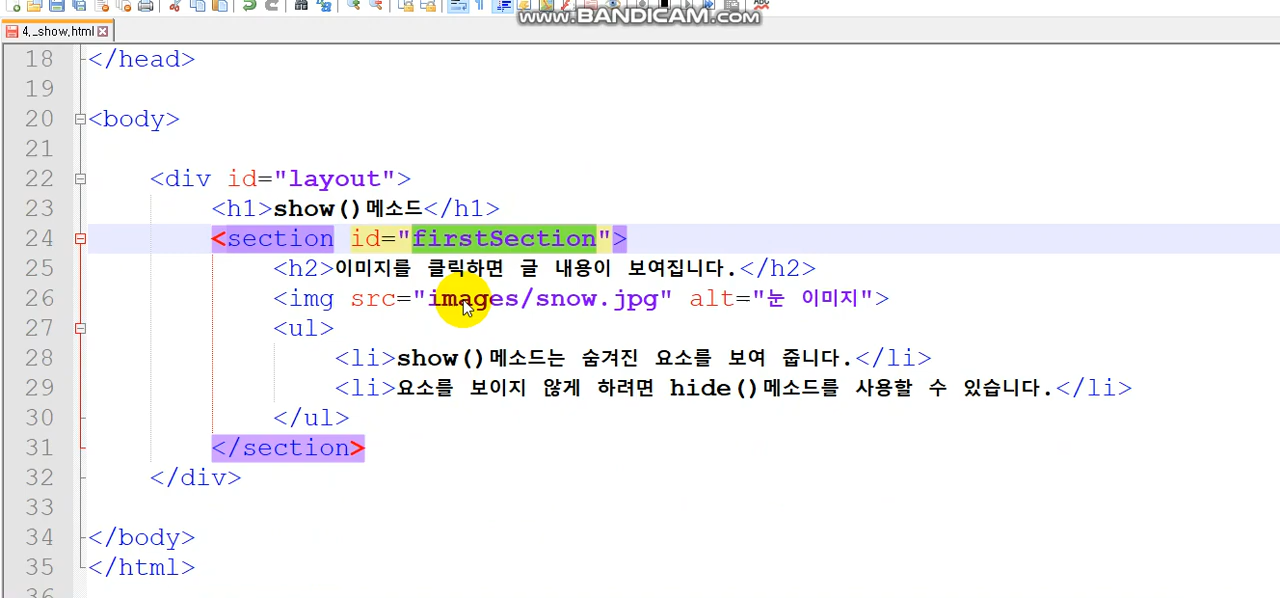 www.BANDICAM.com
4,_show,html
18 </head>
19
20 <body>
21
22 <div id="layout">
23 <h1>show()메소드</h1>
24 <section id="firstSection">
25 <h2>이미지를 클릭하면 글 내용이 보여집니다.</h2>
26 <img src="images/snow.jpg" alt="눈 이미지">
27 <ul>
28 <li>show()메소드는 숨겨진 요소를 보여 줍니다.</li>
29 <li>요소를 보이지 않게 하려면 hide()메소드를 사용할 수 있습니다.</li>
30 </ul>
31 </section>
32 </div>
33
34 </body>
35 </html>
36